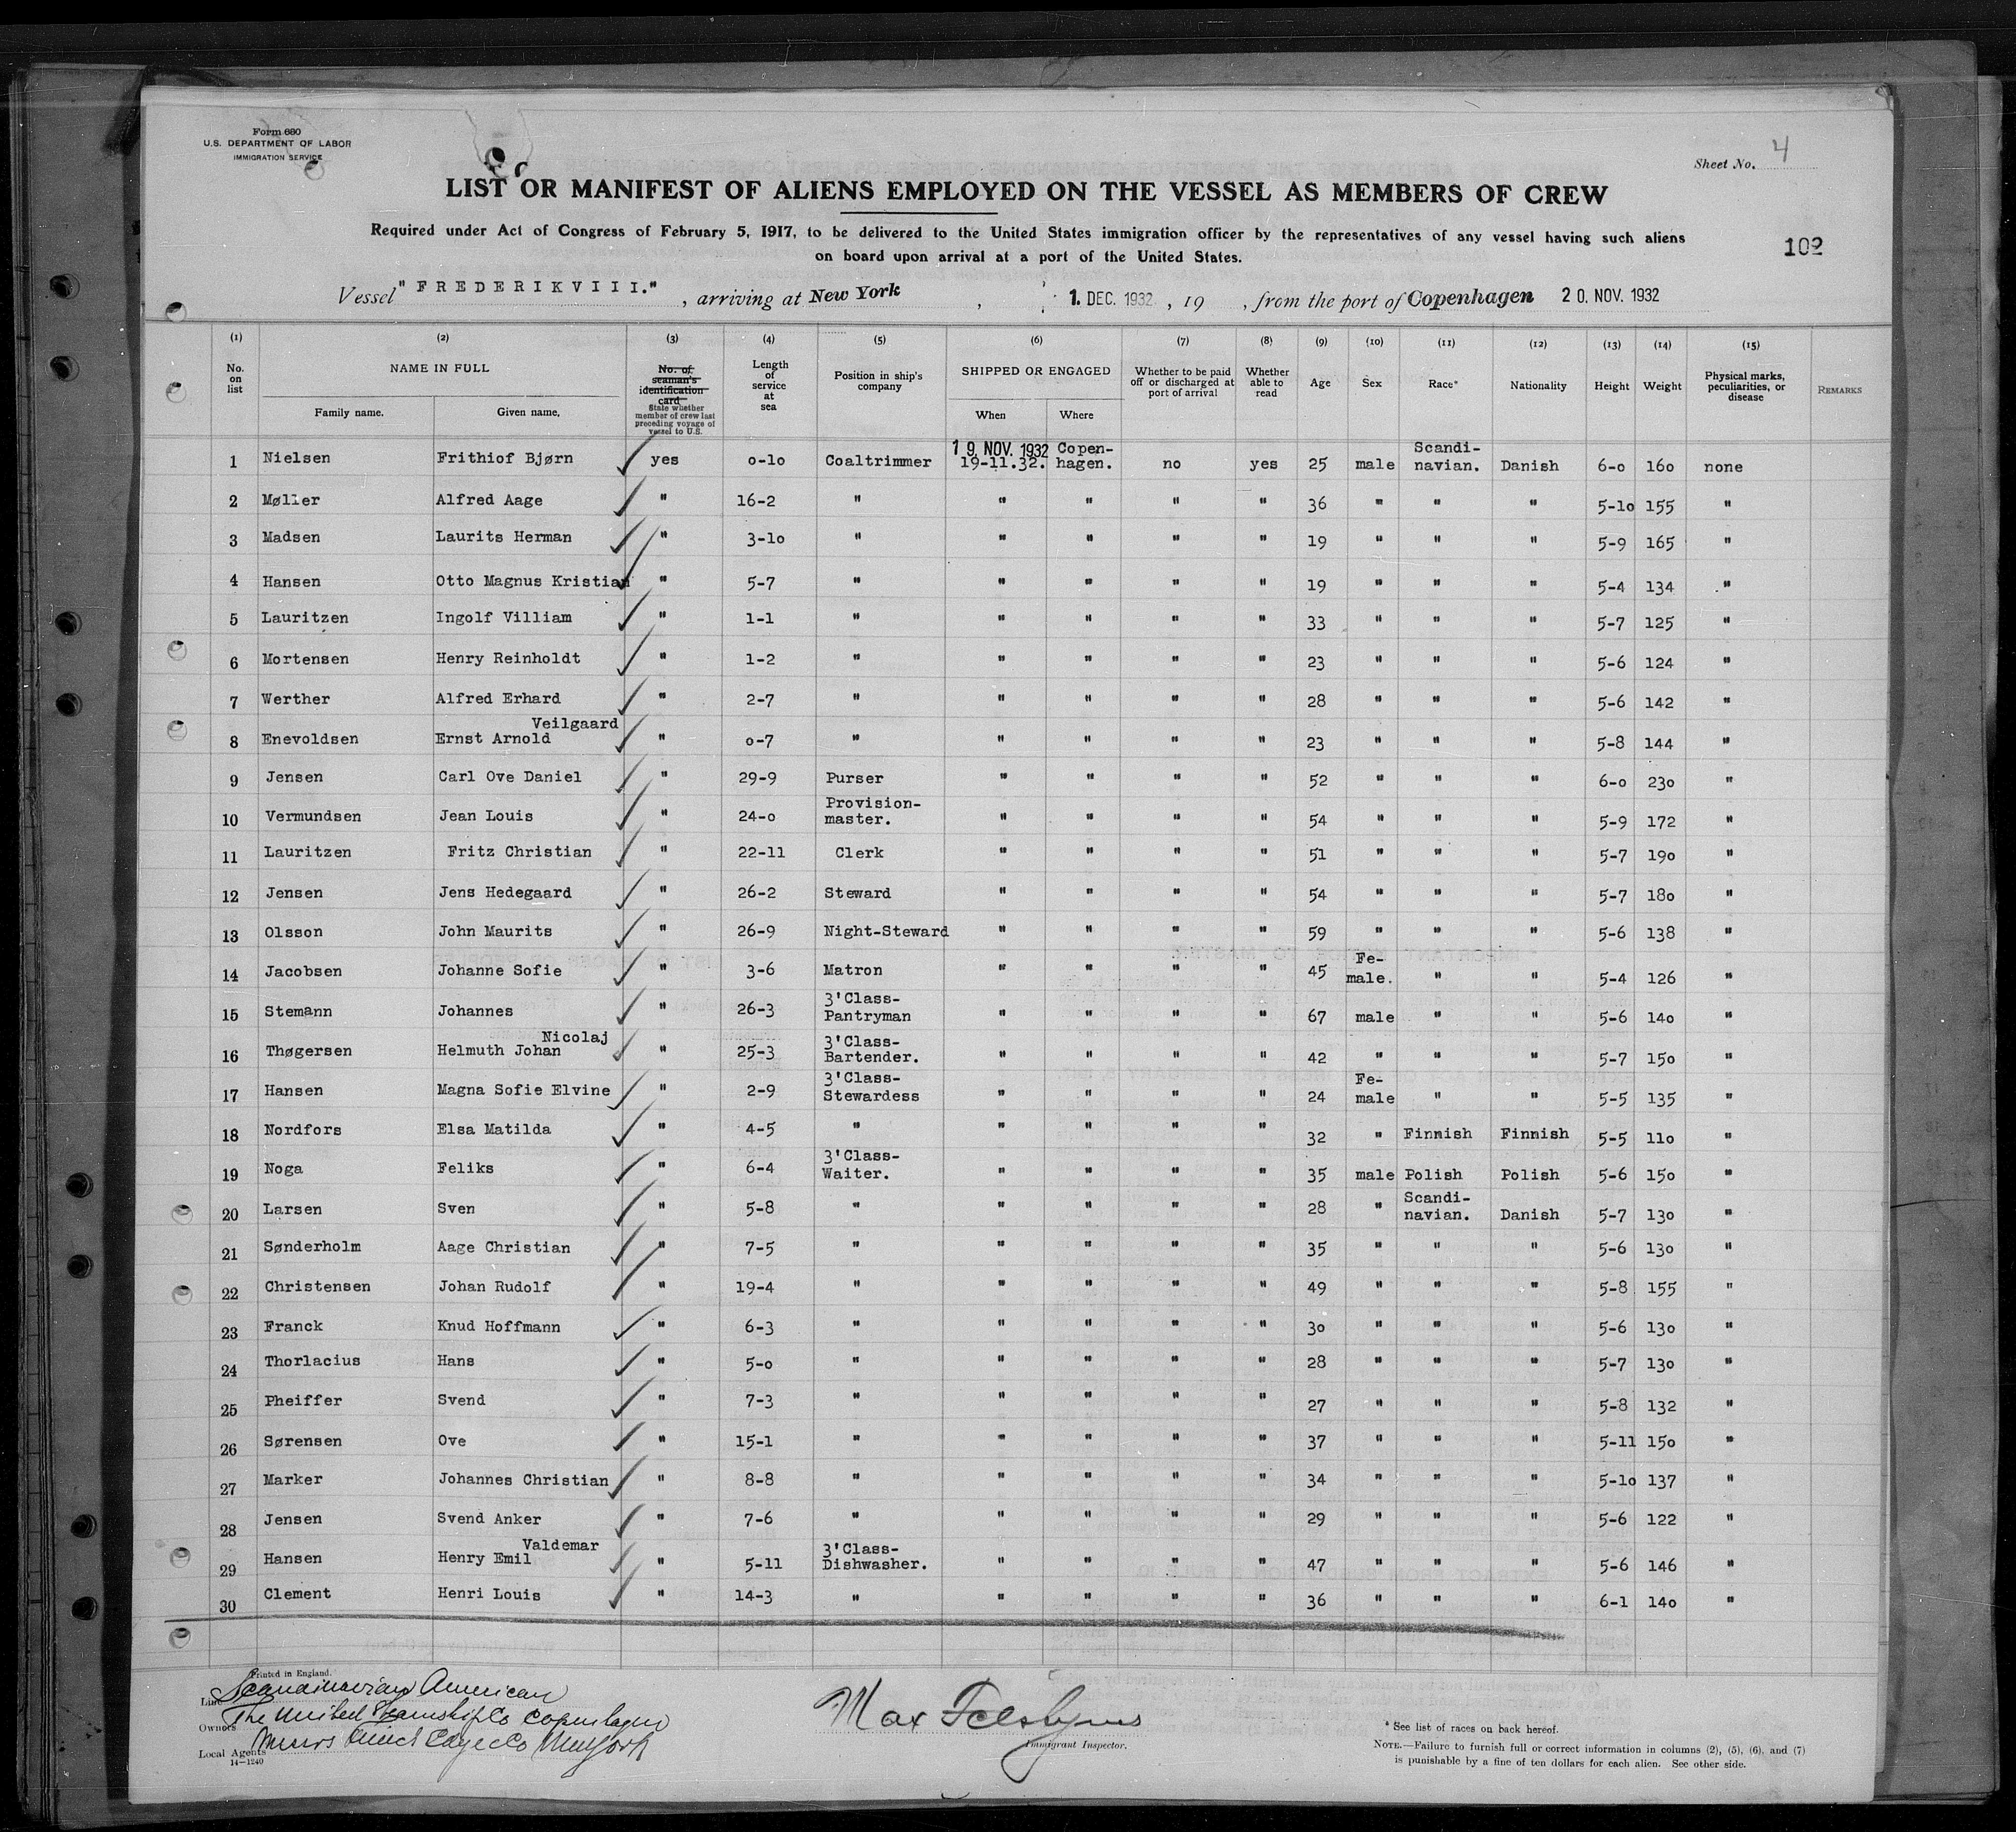 Form 680
U.S. DEPARTMENT OF LABOR
IMMIGRATION SERVICE
Sheet No. 4
LIST OR MANIFEST OF ALIENS EMPLOYED ON THE VESSEL AS MEMBERS OF CREW
Required under Act of Congress of February 5, 1917, to be delivered to the United States immigration officer by the representatives of any vessel having such aliens
on board upon arrival at a port of the United States.
102
Vessel "FREDERIK VIII.", arriving at New York, 1. DEC. 1932, 19 , from the port of Copenhagen 20. NOV. 1932
(1) (2) (3) (4) (5) (6) (7) (8) (9) (10) (11) (12) (13) (14) (15)
No. on list NAME IN FULL Family name. Given name. No. of seaman's identification card State whether member of crew last preceding voyage of vessel to U.S. Length of service at sea Position in ship's company SHIPPED OR ENGAGED When Where Whether to be paid off or discharged at port of arrival Whether able to read Age Sex Race* Nationality Height Weight Physical marks, peculiarities, or disease REMARKS
1 Nielsen Frithiof Bjørn yes 0-10 Coaltrimmer 19. NOV. 1932 19-11.32. Copen-hagen. no yes 25 male Scandi-navian. Danish 6-0 160 none
2 Møller Alfred Aage " 16-2 " " " " " 36 " " " 5-10 155 "
3 Madsen Laurits Herman " 3-10 " " " " " 19 " " " 5-9 165 "
4 Hansen Otto Magnus Kristian " 5-7 " " " " " 19 " " " 5-4 134 "
5 Lauritzen Ingolf Villiam " 1-1 " " " " " 33 " " " 5-7 125 "
6 Mortensen Henry Reinholdt " 1-2 " " " " " 23 " " " 5-6 124 "
7 Werther Alfred Erhard " 2-7 " " " " " 28 " " " 5-6 142 "
8 Enevoldsen Ernst Arnold Veilgaard " 0-7 " " " " " 23 " " " 5-8 144 "
9 Jensen Carl Ove Daniel " 29-9 Purser " " " " 52 " " " 6-0 230 "
10 Vermundsen Jean Louis " 24-0 Provision-master. " " " " 54 " " " 5-9 172 "
11 Lauritzen Fritz Christian " 22-11 Clerk " " " " 51 " " " 5-7 190 "
12 Jensen Jens Hedegaard " 26-2 Steward " " " " 54 " " " 5-7 180 "
13 Olsson John Maurits " 26-9 Night-Steward " " " " 59 " " " 5-6 138 "
14 Jacobsen Johanne Sofie " 3-6 Matron " " " " 45 Fe-male. " " 5-4 126 "
15 Stemann Johannes " 26-3 3'Class-Pantryman " " " " 67 male " " 5-6 140 "
16 Thøgersen Helmuth Johan Nicolaj " 25-3 3'Class-Bartender. " " " " 42 " " " 5-7 150 "
17 Hansen Magna Sofie Elvine " 2-9 3'Class-Stewardess " " " " 24 Fe-male " " 5-5 135 "
18 Nordfors Elsa Matilda " 4-5 " " " " " 32 " Finnish Finnish 5-5 110 "
19 Noga Feliks " 6-4 3'Class-Waiter. " " " " 35 male Polish Polish 5-6 150 "
20 Larsen Sven " 5-8 " " " " " 28 " Scandi-navian. Danish 5-7 130 "
21 Sønderholm Aage Christian " 7-5 " " " " " 35 " " " 5-6 130 "
22 Christensen Johan Rudolf " 19-4 " " " " " 49 " " " 5-8 155 "
23 Franck Knud Hoffmann " 6-3 " " " " " 30 " " " 5-6 130 "
24 Thorlacius Hans " 5-0 " " " " " 28 " " " 5-7 130 "
25 Pheiffer Svend " 7-3 " " " " " 27 " " " 5-8 132 "
26 Sørensen Ove " 15-1 " " " " " 37 " " " 5-11 150 "
27 Marker Johannes Christian " 8-8 " " " " " 34 " " " 5-10 137 "
28 Jensen Svend Anker " 7-6 " " " " " 29 " " " 5-6 122 "
29 Hansen Henry Emil Valdemar " 5-11 3'Class-Dishwasher. " " " " 47 " " " 5-6 146 "
30 Clement Henri Louis " 14-3 " " " " " 36 " " " 6-1 140 "
Printed in England.
Line Scandinavian American
Owners The United Steamship Co Copenhagen
Local Agents New York
14-1240
Max
Immigrant Inspector.
* See list of races on back hereof.
NOTE.—Failure to furnish full or correct information in columns (2), (5), (6), and (7)
is punishable by a fine of ten dollars for each alien. See other side.